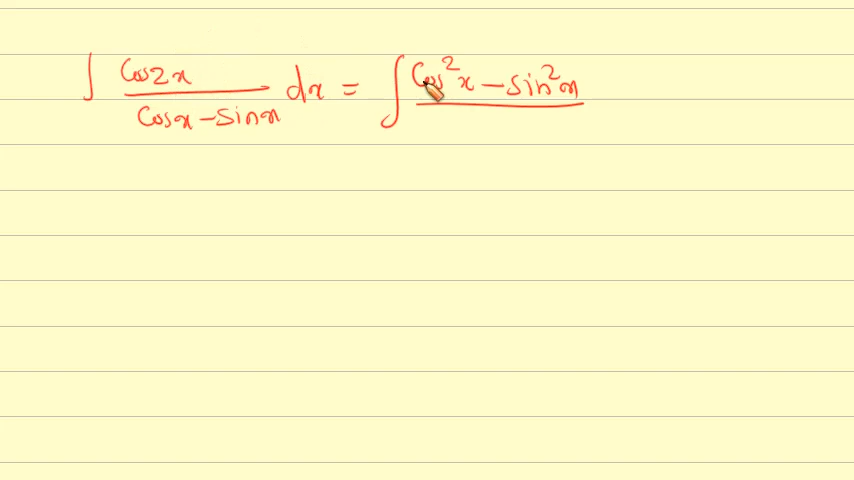 ∫ Cos2x / Cosx – Sinx dx = ∫ Cos²x – Sin²x